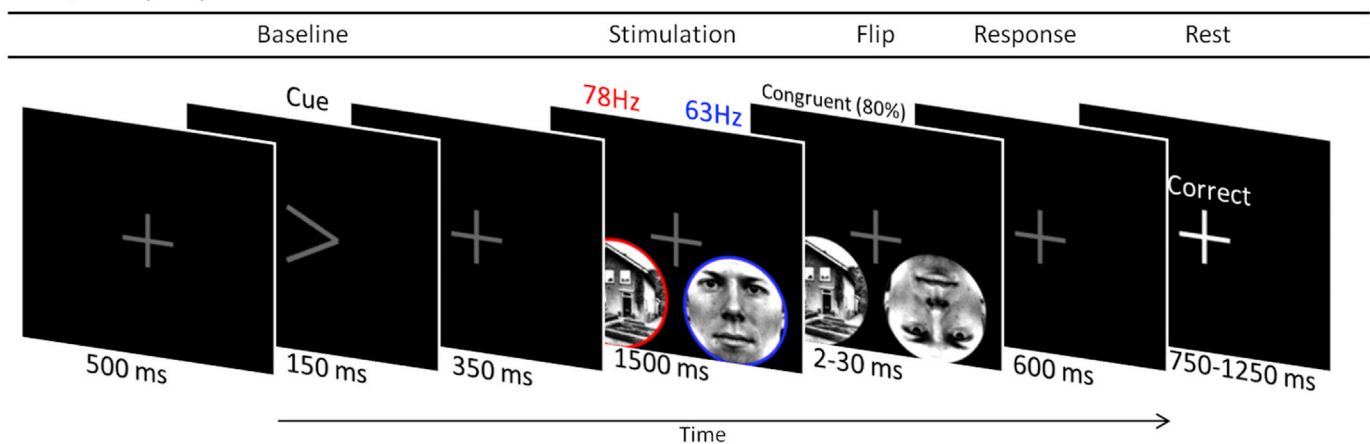 Baseline Stimulation Flip Response Rest
Cue 78Hz 63Hz Congruent (80%)
Correct
500 ms 150 ms 350 ms 1500 ms 2-30 ms 600 ms 750-1250 ms
Time